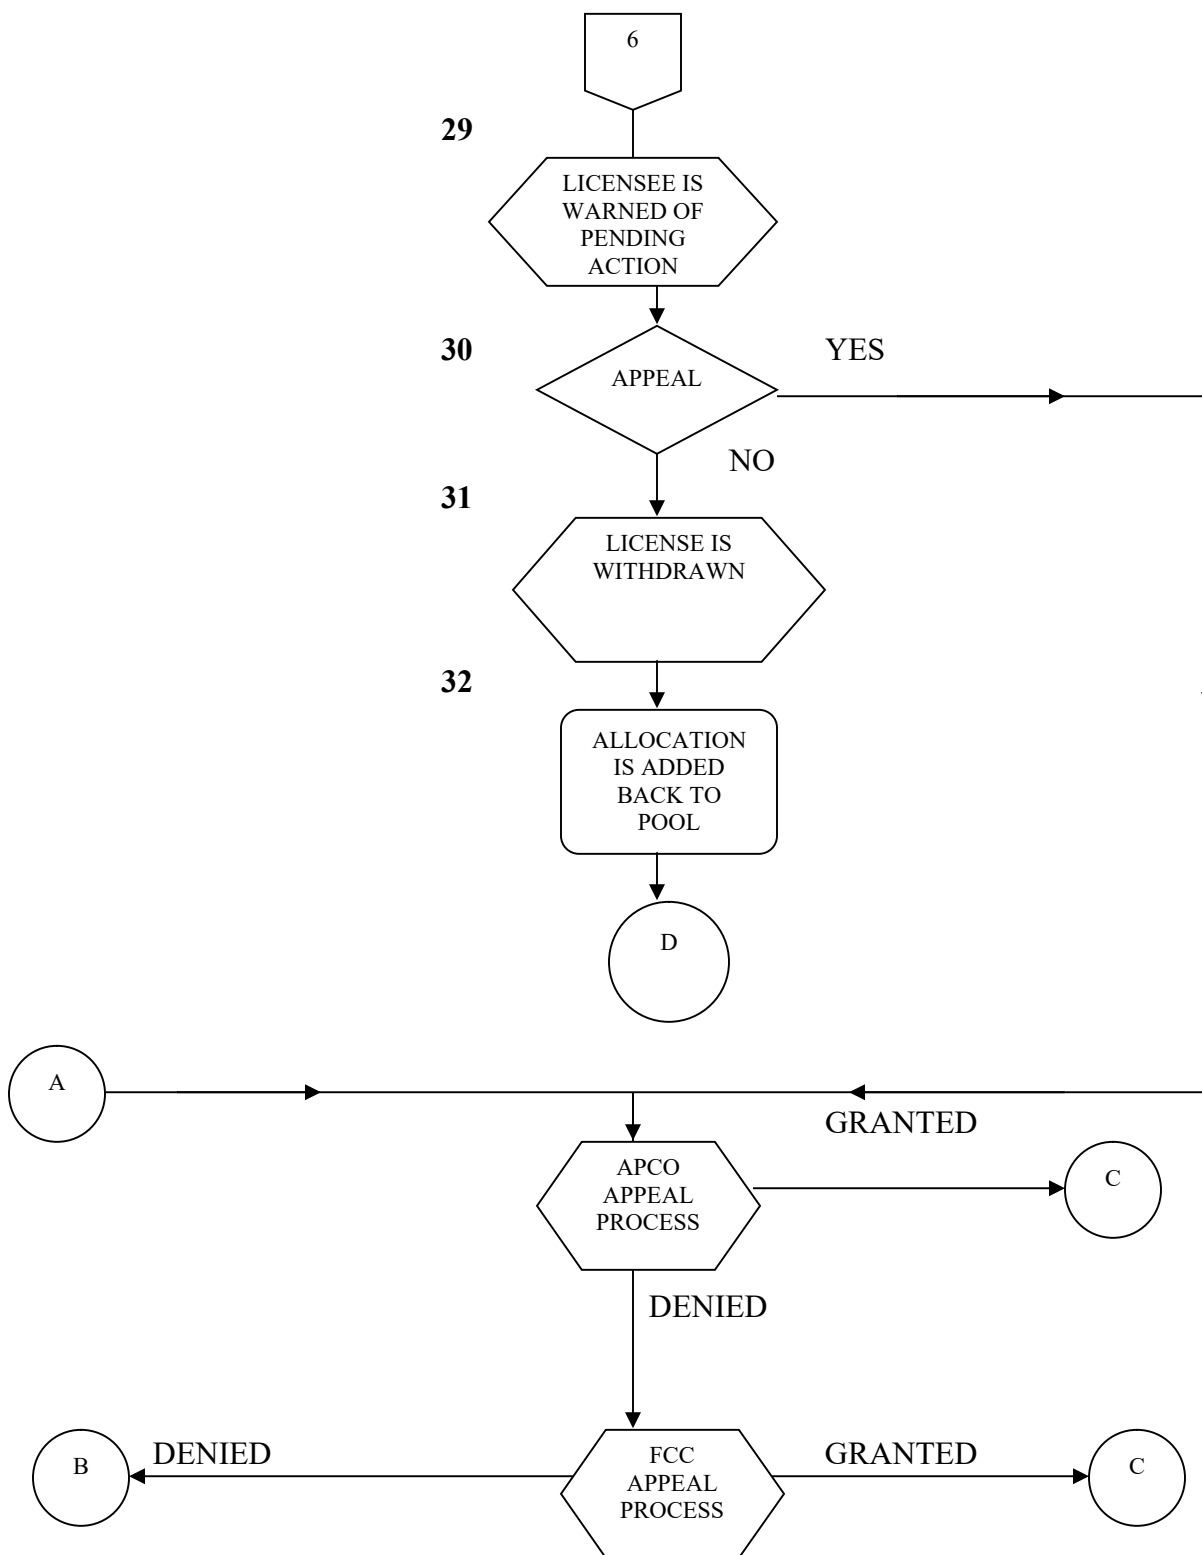 6
29
LICENSEE IS
WARNED OF
PENDING
ACTION
30
YES
APPEAL
NO
31
LICENSE IS
WITHDRAWN
32
ALLOCATION
IS ADDED
BACK TO
POOL
D
A
GRANTED
APCO
APPEAL
PROCESS
C
DENIED
B
DENIED
FCC
APPEAL
PROCESS
GRANTED
C